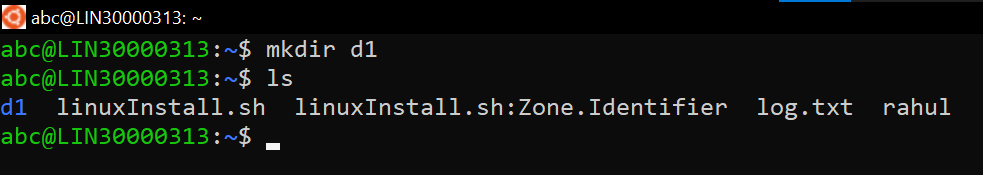 abc@LIN30000313: ~
abc@LIN30000313:~$ mkdir d1
abc@LIN30000313:~$ ls
d1  linuxInstall.sh  linuxInstall.sh:Zone.Identifier  log.txt  rahul
abc@LIN30000313:~$